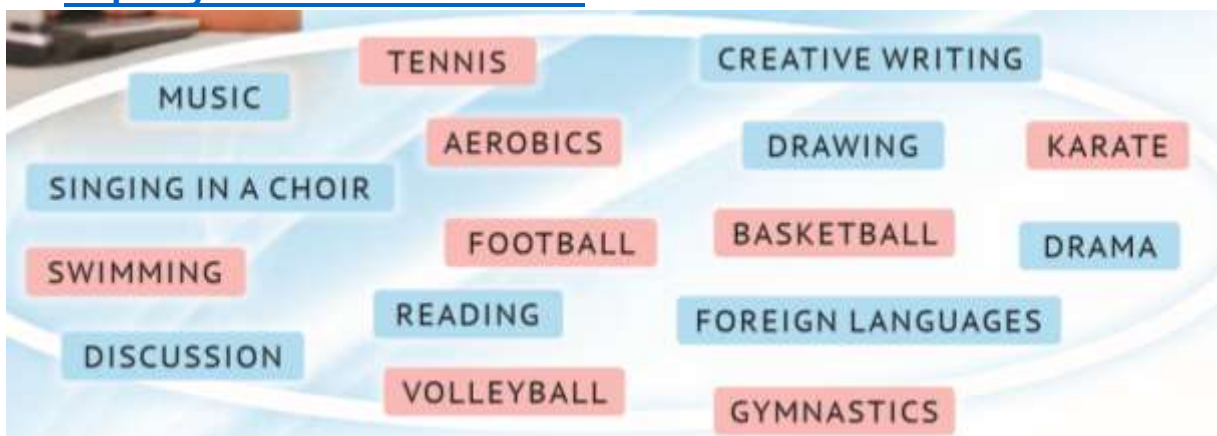 TENNIS
CREATIVE WRITING
MUSIC
AEROBICS
DRAWING
KARATE
SINGING IN A CHOIR
FOOTBALL
BASKETBALL
DRAMA
SWIMMING
READING
FOREIGN LANGUAGES
DISCUSSION
VOLLEYBALL
GYMNASTICS